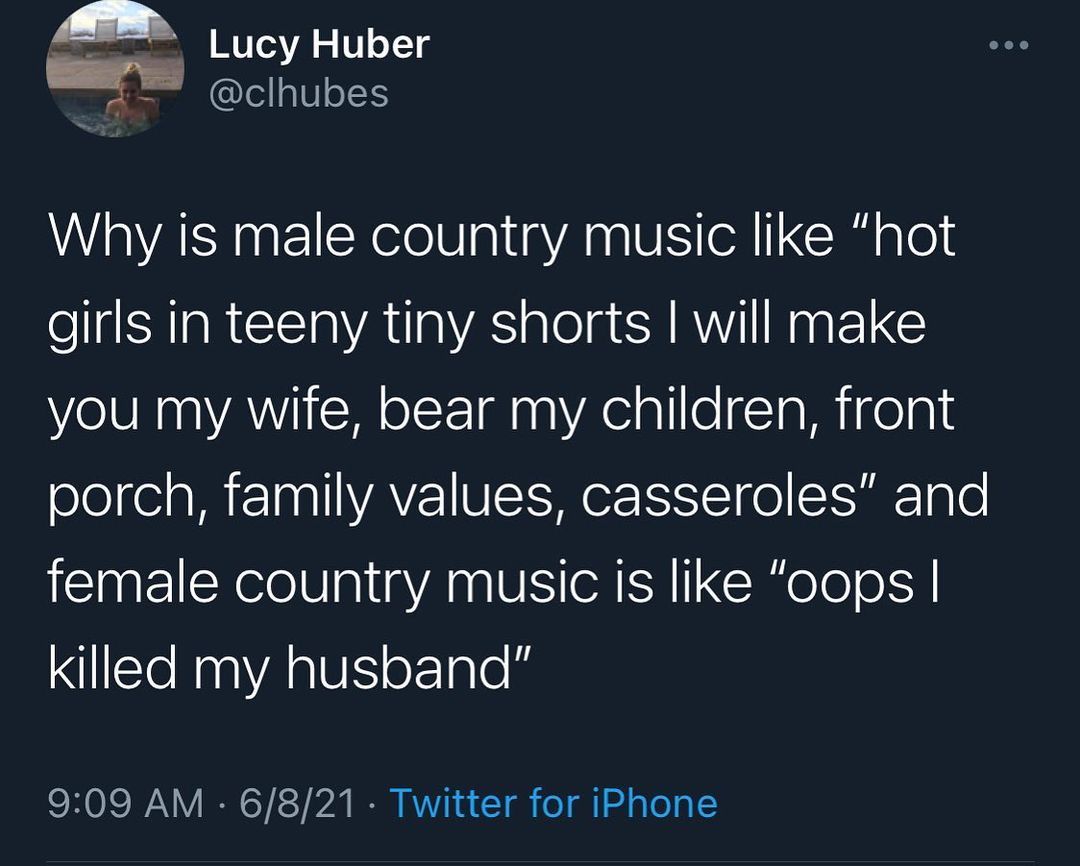 Lucy Huber
@clhubes
Why is male country music like “hot
girls in teeny tiny shorts I will make
you my wife, bear my children, front
porch, family values, casseroles” and
female country music is like “oops I
killed my husband”
9:09 AM · 6/8/21 · Twitter for iPhone